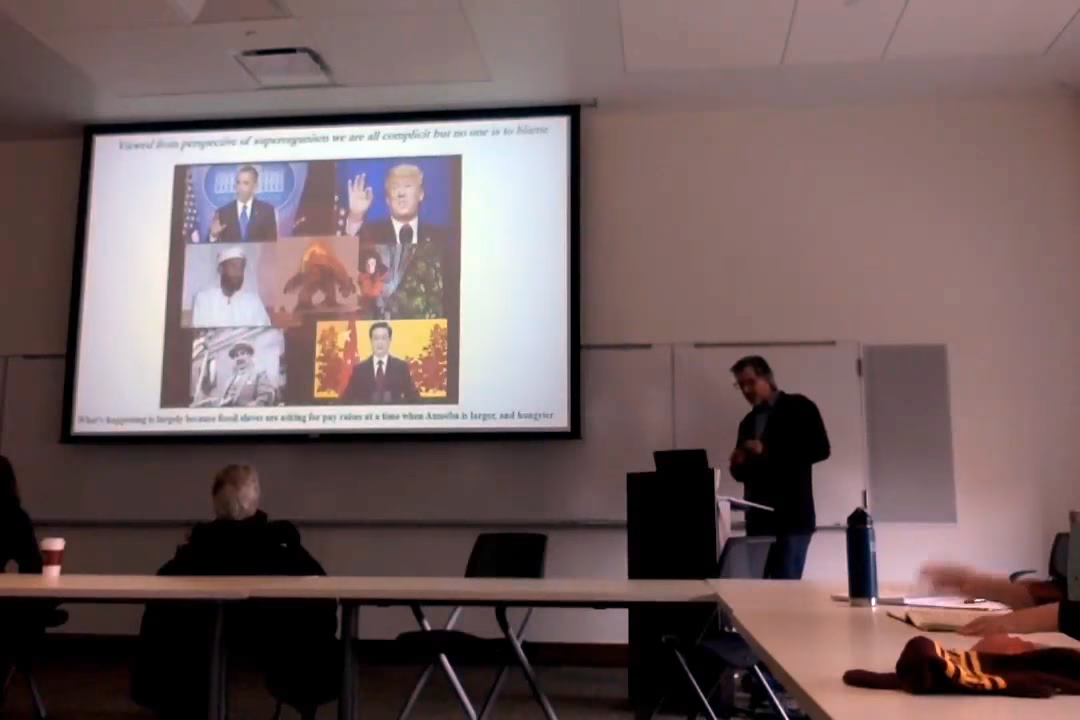 Viewed from perspective of superorganism we are all complicit but no one is to blame
What's happening is largely because fossil slaves are asking for pay raises at a time when Amoeba is larger, and hungrier